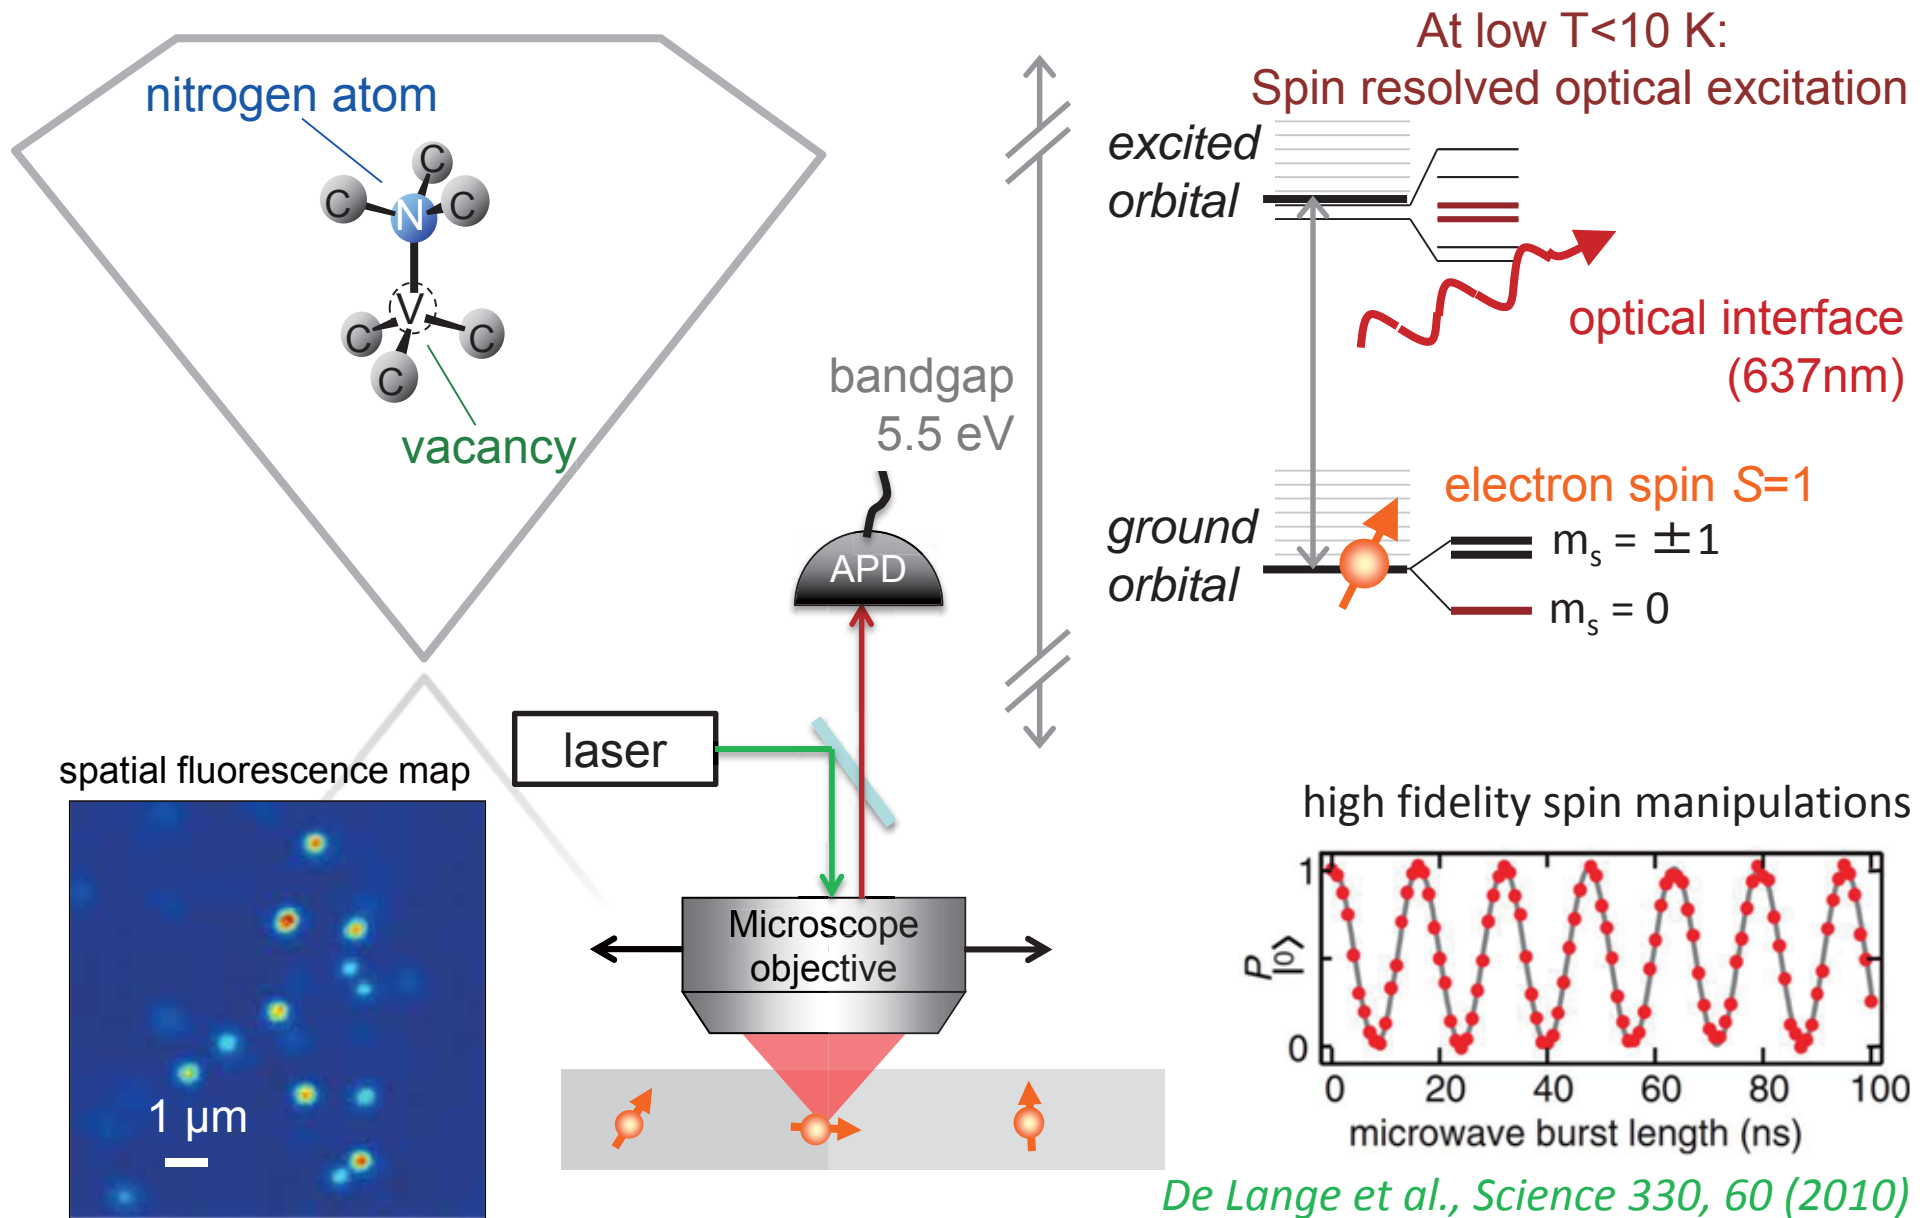 nitrogen atom
C
C
N
C
V
C
C
C
vacancy
At low T<10 K:
Spin resolved optical excitation
excited
orbital
optical interface
(637nm)
bandgap
5.5 eV
electron spin S=1
ground
orbital
mₛ = ±1
mₛ = 0
APD
laser
Microscope
objective
spatial fluorescence map
1 μm
high fidelity spin manipulations
1
P|0⟩
0
0 20 40 60 80 100
microwave burst length (ns)
De Lange et al., Science 330, 60 (2010)